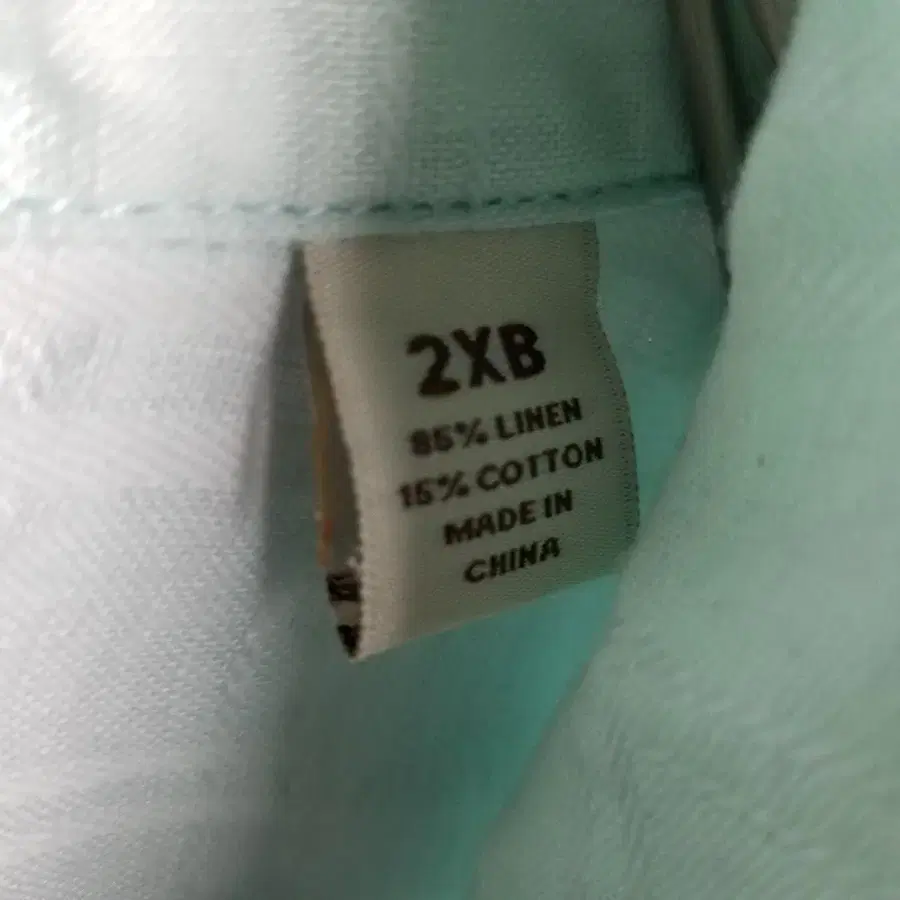 2XB
85% LINEN
15% COTTON
MADE IN
CHINA